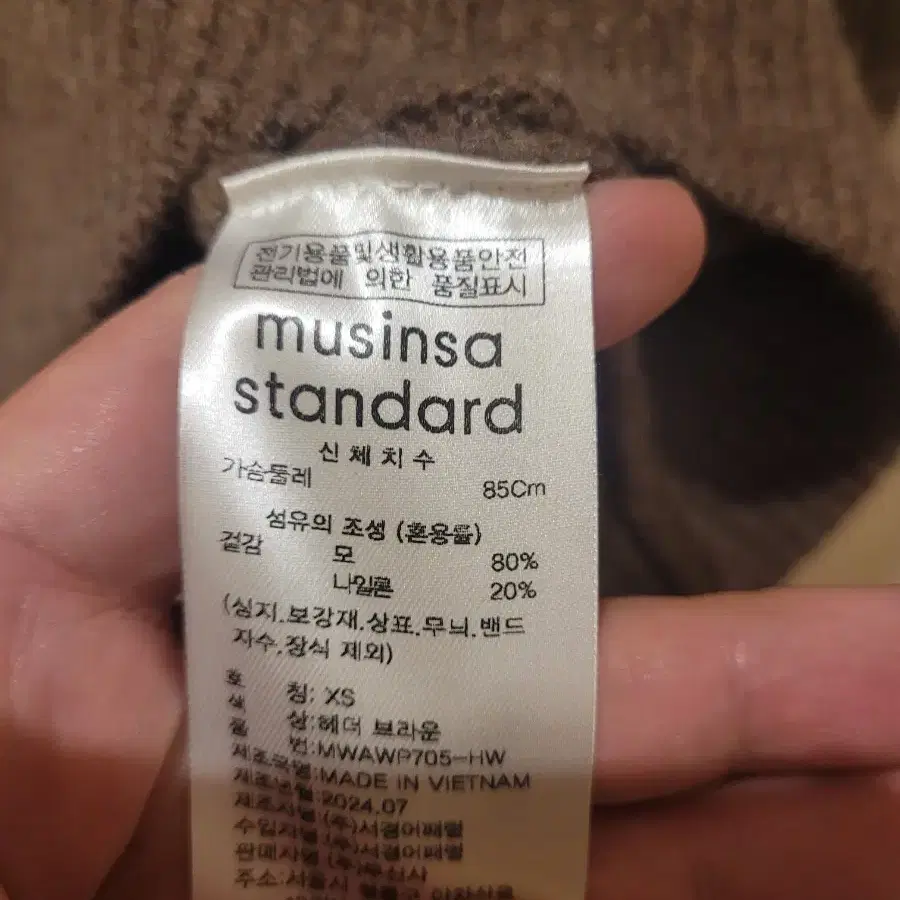 전기용품및생활용품안전
관리법에 의한 품질표시
musinsa
standard
신체치수
가슴둘레 85Cm
섬유의 조성 (혼용률)
겉감 모 80%
나일론 20%
(심지.보강재.상표.무늬.밴드
자수.장식 제외)
호 칭: XS
색 상:헤더 브라운
품 번:MWAWP705-HW
제조국명:MADE IN VIETNAM
제조년월:2024.07
제조자명:(주)서경어패럴
수입자명:(주)서경어패럴
판매자명 (주)무신사
주소:서울시